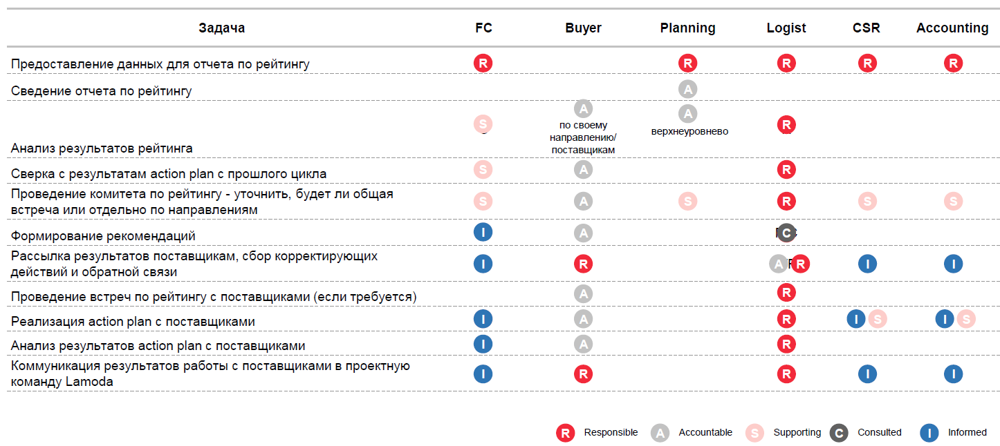 Задача FC Buyer Planning Logist CSR Accounting
Предоставление данных для отчета по рейтингу R R R R R
Сведение отчета по рейтингу A
A A
S R
по своему
верхнеуровнево
направлению/
Анализ результатов рейтинга
поставщикам
Сверка с результатам action plan с прошлого цикла S A R
Проведение комитета по рейтингу - уточнить, будет ли общая
встреча или отдельно по направлениям S A S R S S
Формирование рекомендаций I A C
Рассылка результатов поставщикам, сбор корректирующих
действий и обратной связи I R A R I I
Проведение встреч по рейтингу с поставщиками (если требуется) A R
Реализация action plan с поставщиками I A R I S I S
Анализ результатов action plan с поставщиками I A R
Коммуникация результатов работы с поставщиками в проектную
команду Lamoda I R R I I
R Responsible A Accountable S Supporting C Consulted I Informed